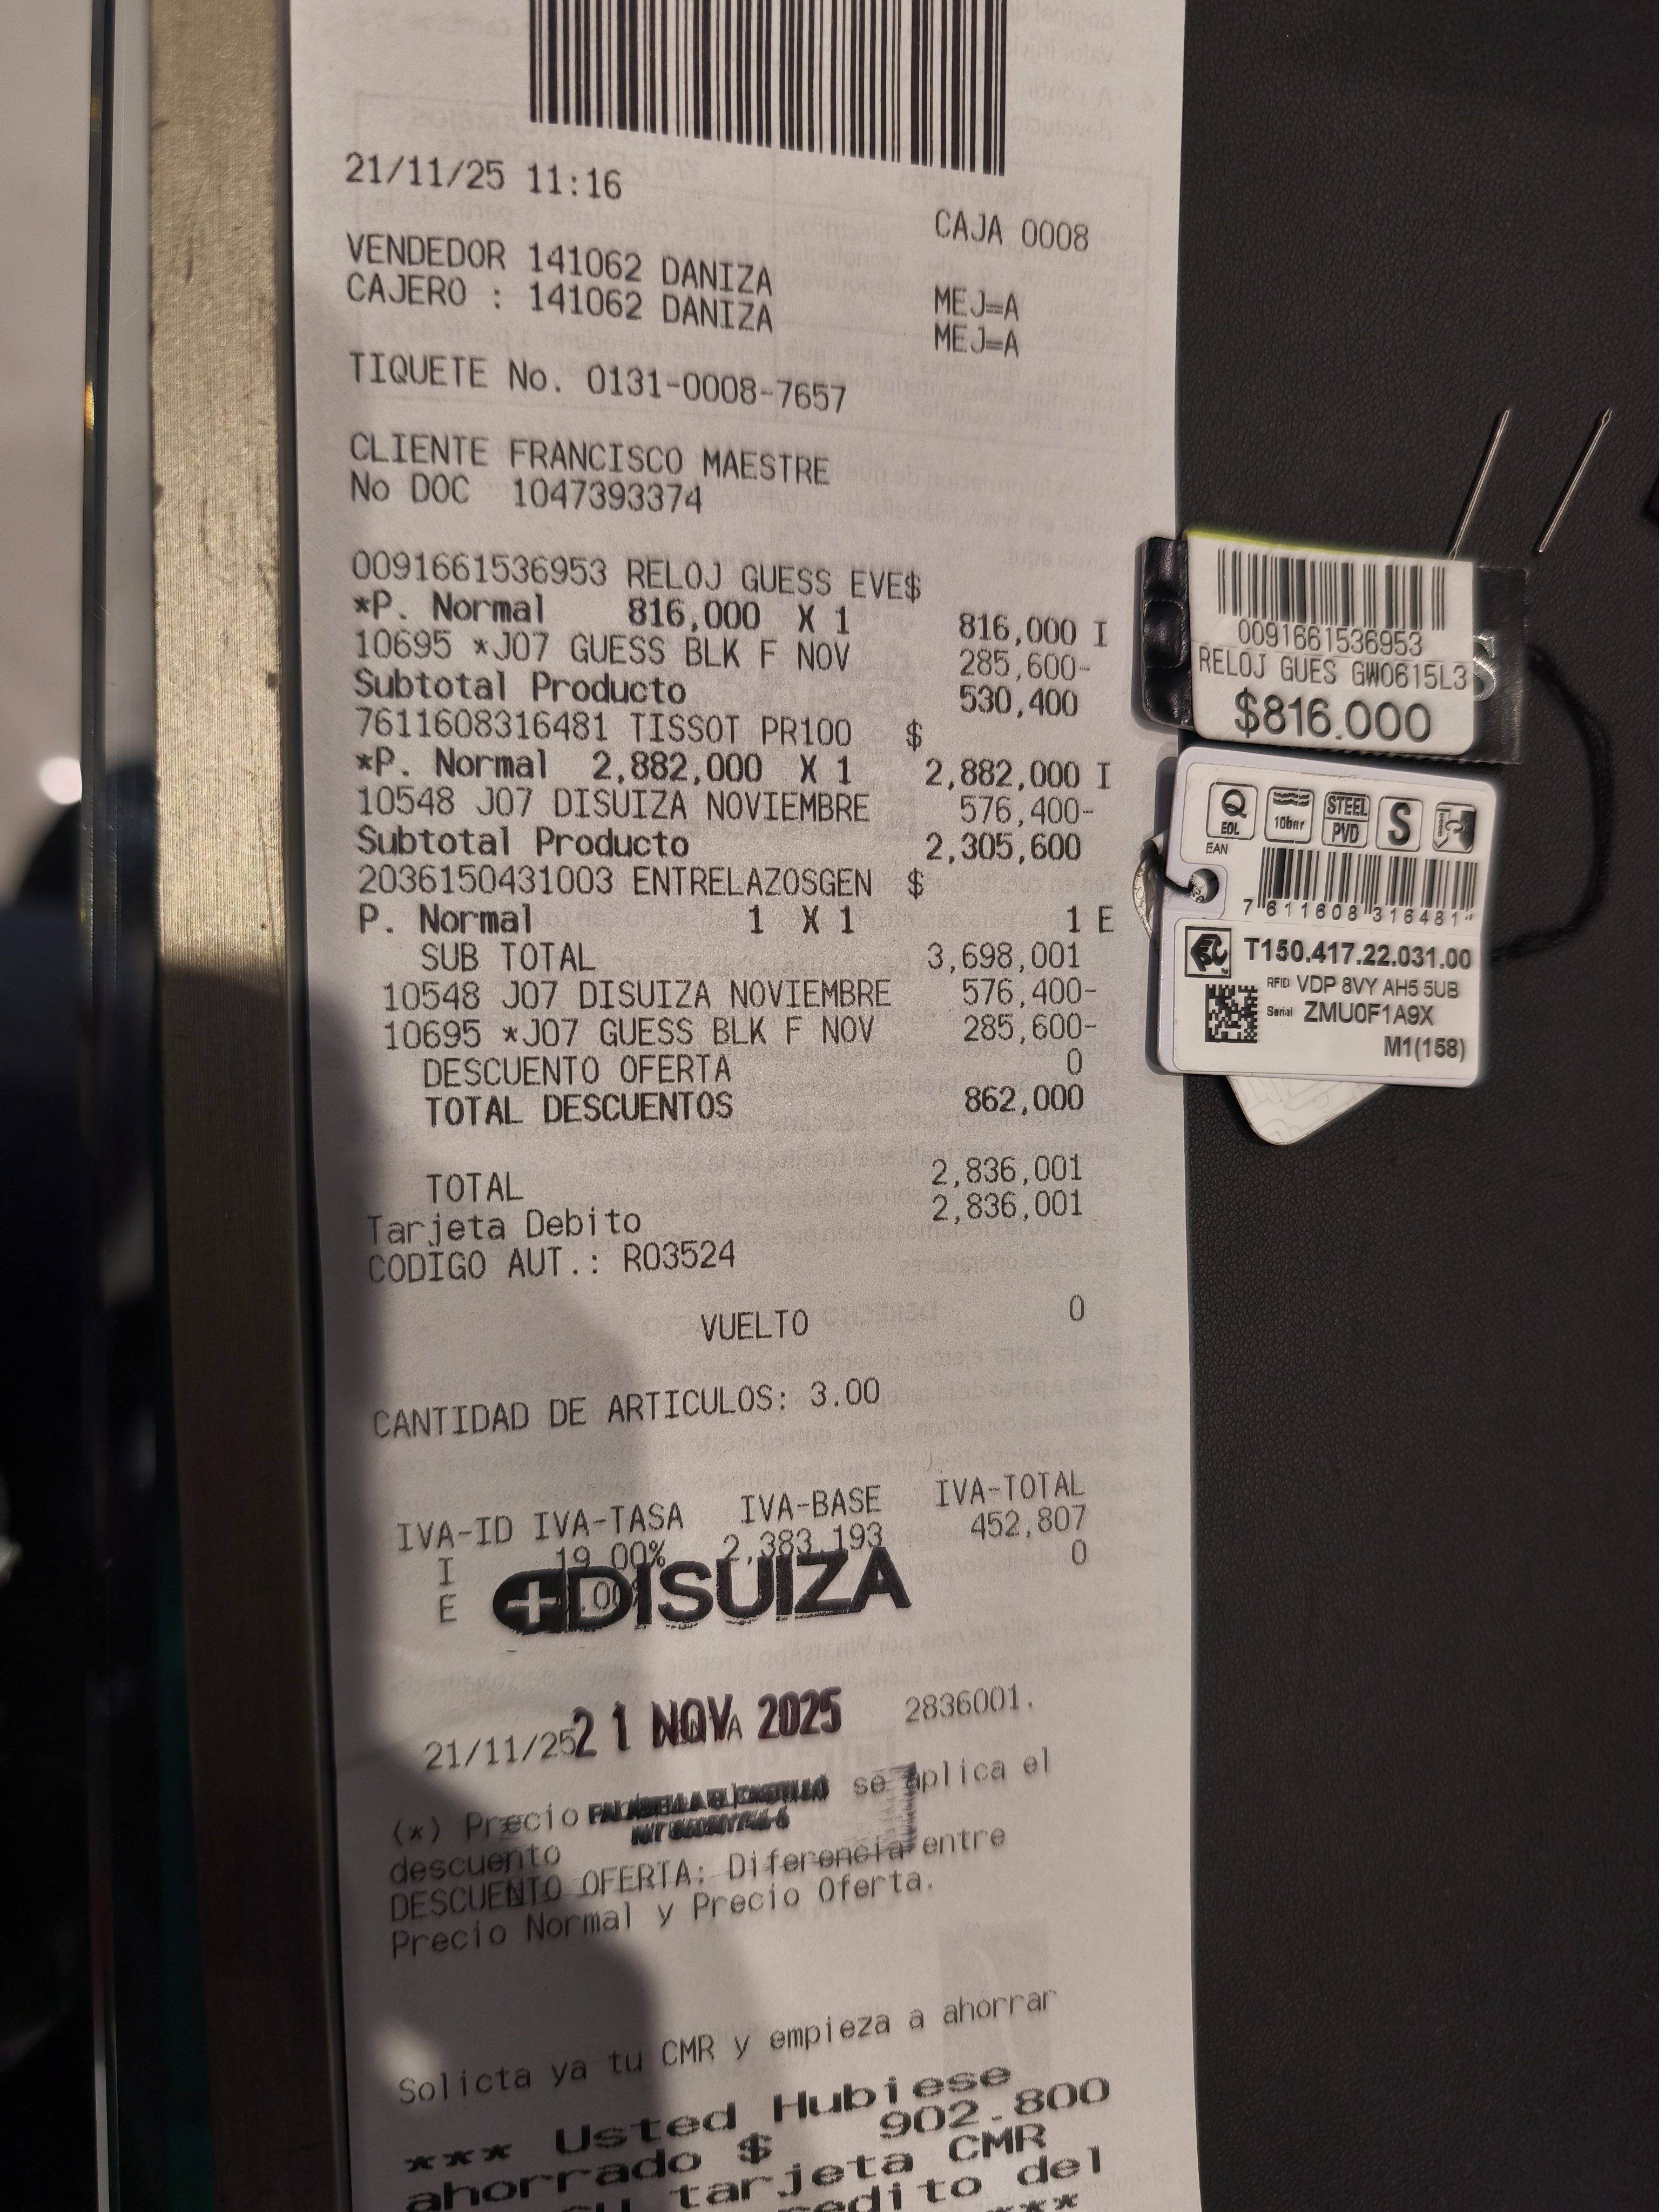 21/11/25 11:16
CAJA 0008
VENDEDOR 141062 DANIZA MEJ=A
CAJERO : 141062 DANIZA MEJ=A
TIQUETE No. 0131-0008-7657
CLIENTE FRANCISCO MAESTRE
No DOC 1047393374
0091661536953 RELOJ GUESS EVE$
*P. Normal 816,000 X 1 816,000 I
10695 *J07 GUESS BLK F NOV 285,600-
Subtotal Producto 530,400
7611608316481 TISSOT PR100 $
*P. Normal 2,882,000 X 1 2,882,000 I
10548 J07 DISUIZA NOVIEMBRE 576,400-
Subtotal Producto 2,305,600
2036150431003 ENTRELAZOSGEN $
P. Normal 1 X 1 1 E
SUB TOTAL 3,698,001
10548 J07 DISUIZA NOVIEMBRE 576,400-
10695 *J07 GUESS BLK F NOV 285,600-
DESCUENTO OFERTA 0
TOTAL DESCUENTOS 862,000
TOTAL 2,836,001
Tarjeta Debito 2,836,001
CODIGO AUT.: R03524
VUELTO 0
CANTIDAD DE ARTICULOS: 3.00
IVA-ID IVA-TASA IVA-BASE IVA-TOTAL
I 19.00% 2,383,193 452,807
E 0
DISUIZA
21/11/25 A 2836001.
21 NOV 2025
(*) Precio se aplica el
FALABELLA EL CASTILLO
descuento
DESCUENTO OFERTA: Diferencia entre
Precio Normal y Precio Oferta.
Solicta ya tu CMR y empieza a ahorrar
*** Usted Hubiese
ahorrado $ 902.800
su tarjeta CMR
del
***
0091661536953
RELOJ GUES GW0615L3
$816.000
S
Q EOL
10bar
STEEL PVD
S
EAN
7 611608 316481
T150.417.22.031.00
RFID VDP 8VY AH5 5UB
Serial ZMU0F1A9X
M1(158)